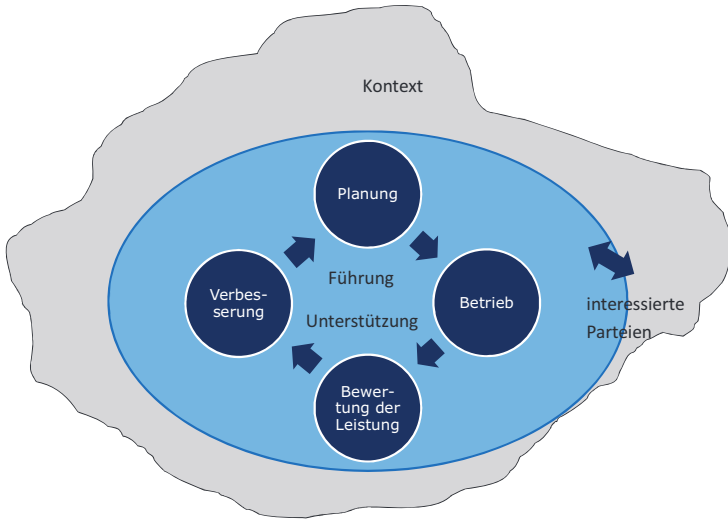 Kontext
Planung
Führung
Verbes-
serung
Betrieb
Unterstützung
interessierte
Parteien
Bewer-
tung der
Leistung